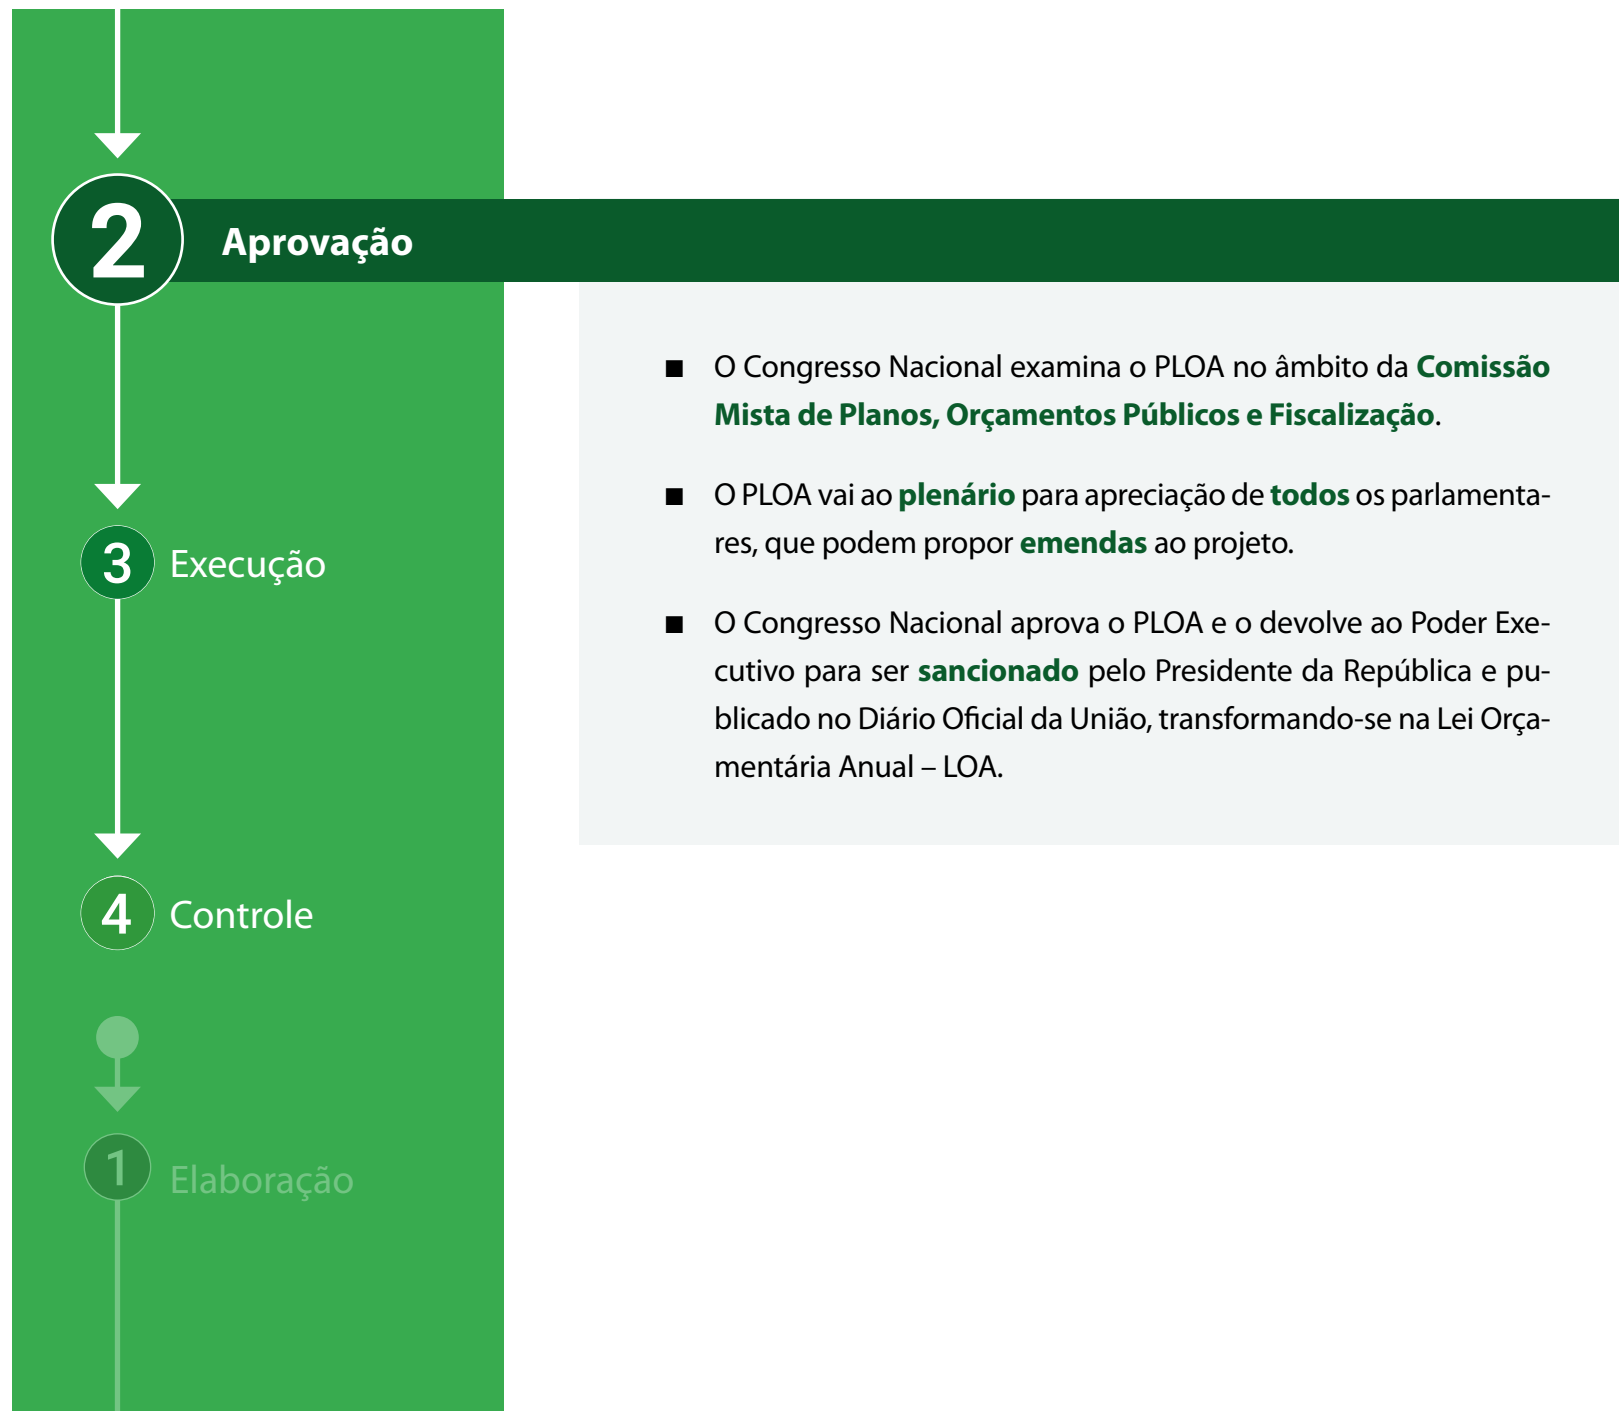 2
Aprovação
■ O Congresso Nacional examina o PLOA no âmbito da Comissão
Mista de Planos, Orçamentos Públicos e Fiscalização.
■ O PLOA vai ao plenário para apreciação de todos os parlamenta-
res, que podem propor emendas ao projeto.
■ O Congresso Nacional aprova o PLOA e o devolve ao Poder Exe-
cutivo para ser sancionado pelo Presidente da República e pu-
blicado no Diário Oficial da União, transformando-se na Lei Orça-
mentária Anual – LOA.
3 Execução
4 Controle
1 Elaboração